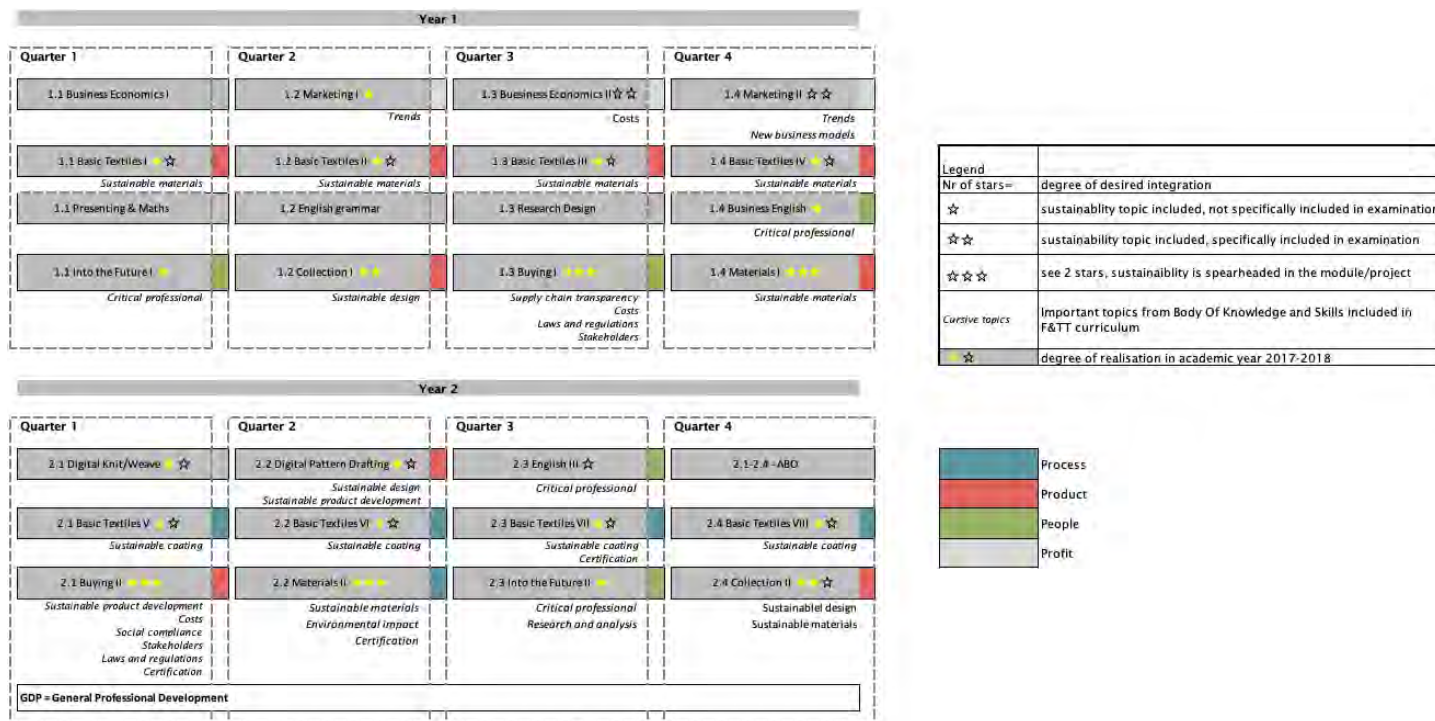 Year 1
Quarter 1
Quarter 2
Quarter 3
Quarter 4
1.1 Business Economics I
1.2 Marketing I ★
1.3 Buesiness Economics II ☆ ☆
1.4 Marketing II ☆ ☆
Trends
Costs
Trends
New business models
1.1 Basic Textiles I ★ ☆
1.2 Basic Textiles II ★ ☆
1.3 Basic Textiles III ★ ☆
1.4 Basic Textiles IV ★ ☆
Sustainable materials
Sustainable materials
Sustainable materials
Sustainable materials
1.1 Presenting & Maths
1.2 English grammar
1.3 Research Design
1.4 Business English ★
Critical professional
1.1 Into the Future I ★
1.2 Collection I ★★
1.3 Buying I ★★★
1.4 Materials I ★★★
Critical professional
Sustainable design
Supply chain transparency
Costs
Laws and regulations
Stakeholders
Sustainable materials
Year 2
Quarter 1
Quarter 2
Quarter 3
Quarter 4
2.1 Digital Knit/Weave ★ ☆
2.2 Digital Pattern Drafting ★ ☆
2.3 English III ☆
2.1-2.4 -ABO
Sustainable design
Sustainable product development
Critical professional
2.1 Basic Textiles V ★ ☆
2.2 Basic Textiles VI ★ ☆
2.3 Basic Textiles VII ★ ☆
2.4 Basic Textiles VIII ★ ☆
Sustainable coating
Sustainable coating
Sustainable coating
Certification
Sustainable coating
2.1 Buying II ★★★
2.2 Materials II ★★★
2.3 Into the Future II ★
2.4 Collection II ★★☆
Sustainable product development
Costs
Social compliance
Stakeholders
Laws and regulations
Certification
Sustainable materials
Environmental impact
Certification
Critical professional
Research and analysis
Sustainablel design
Sustainable materials
GDP = General Professional Development
Legend
Nr of stars= degree of desired integration
☆ sustainablity topic included, not specifically included in examination
☆☆ sustainability topic included, specifically included in examination
☆☆☆ see 2 stars, sustainaiblity is spearheaded in the module/project
Cursive topics Important topics from Body Of Knowledge and Skills included in
F&TT curriculum
★ ☆ degree of realisation in academic year 2017-2018
Process
Product
People
Profit